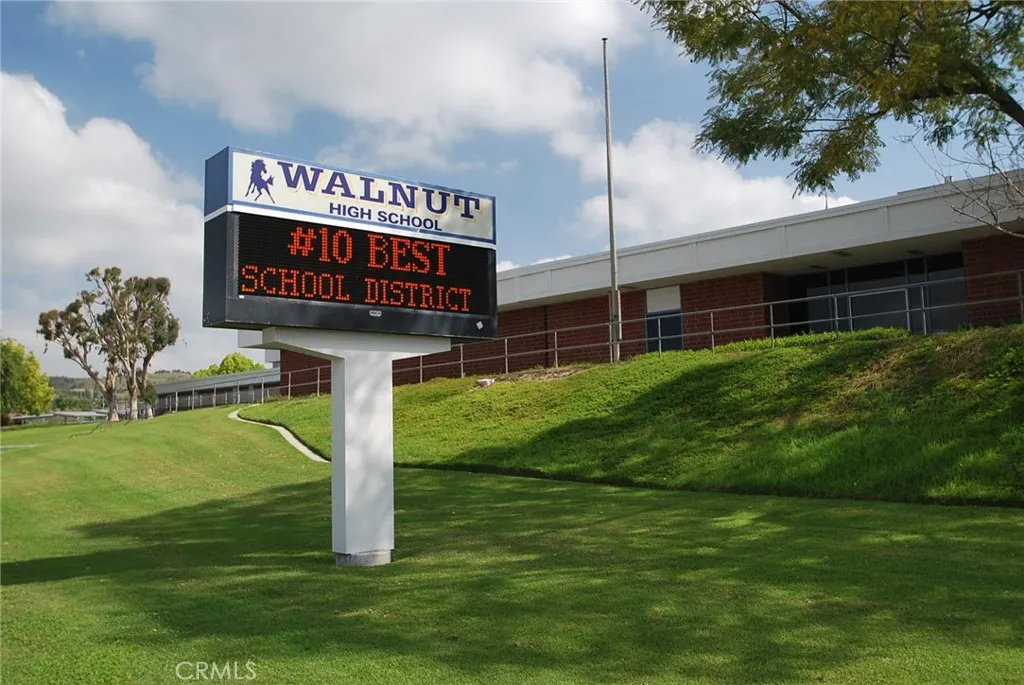 WALNUT
HIGH SCHOOL
#10 BEST
SCHOOL DISTRICT
CRMLS